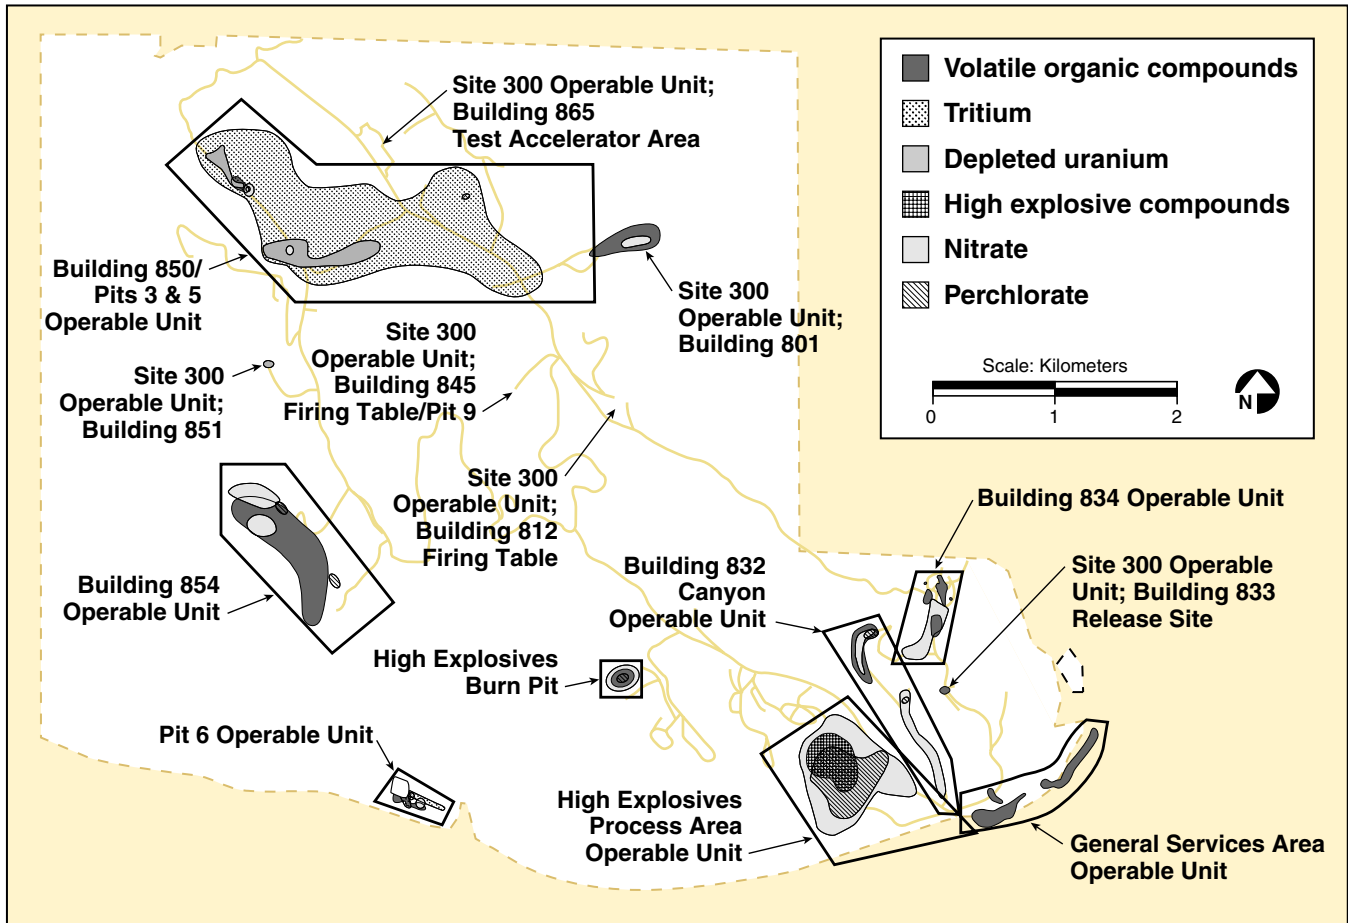 Site 300 Operable Unit;
Building 865
Test Accelerator Area
Volatile organic compounds
Tritium
Depleted uranium
High explosive compounds
Nitrate
Perchlorate
Scale: Kilometers
0 1 2
N
Building 850/
Pits 3 & 5
Operable Unit
Site 300
Operable Unit;
Building 801
Site 300
Operable Unit;
Building 845
Firing Table/Pit 9
Site 300
Operable Unit;
Building 851
Site 300
Operable Unit;
Building 812
Firing Table
Building 834 Operable Unit
Building 832
Canyon
Operable Unit
Site 300 Operable
Unit; Building 833
Release Site
Building 854
Operable Unit
High Explosives
Burn Pit
Pit 6 Operable Unit
High Explosives
Process Area
Operable Unit
General Services Area
Operable Unit